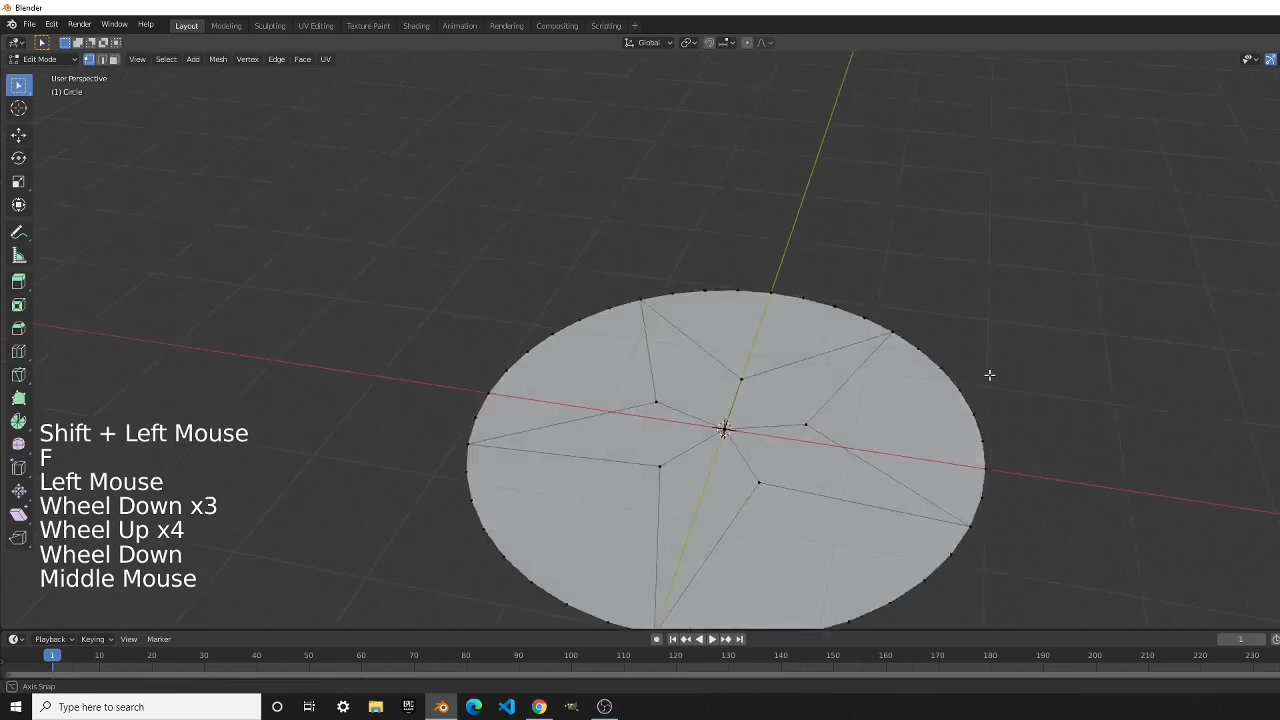 Blender
File Edit Render Window Help Layout Modeling Sculpting UV Editing Texture Paint Shading Animation Rendering Compositing Scripting +
Global
Edit Mode View Select Add Mesh Vertex Edge Face UV
User Perspective
(1) Circle
Shift + Left Mouse
F
Left Mouse
Wheel Down x3
Wheel Up x4
Wheel Down
Middle Mouse
Playback Keying View Marker 1
1 10 20 30 40 50 60 70 80 90 100 110 120 130 140 150 160 170 180 190 200 210 220 230
Axis Snap
Type here to search
EPIC